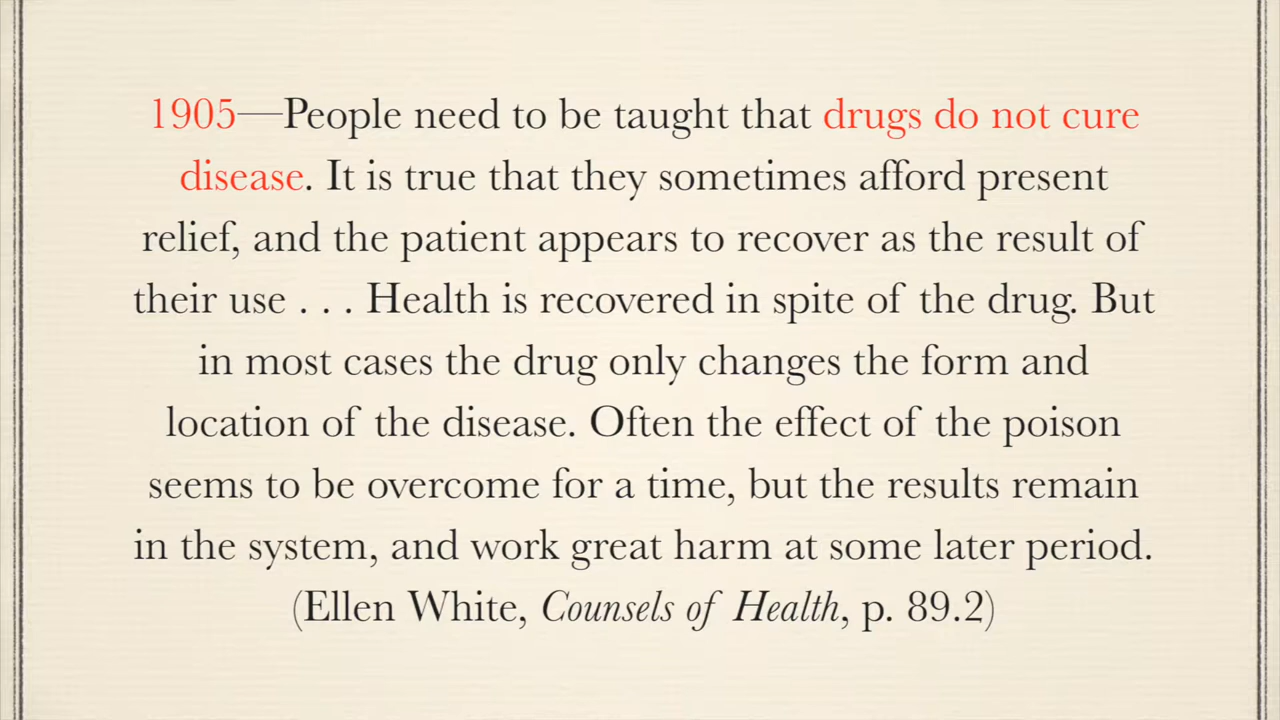 1905—People need to be taught that drugs do not cure
disease. It is true that they sometimes afford present
relief, and the patient appears to recover as the result of
their use . . . Health is recovered in spite of the drug. But
in most cases the drug only changes the form and
location of the disease. Often the effect of the poison
seems to be overcome for a time, but the results remain
in the system, and work great harm at some later period.
(Ellen White, Counsels of Health, p. 89.2)